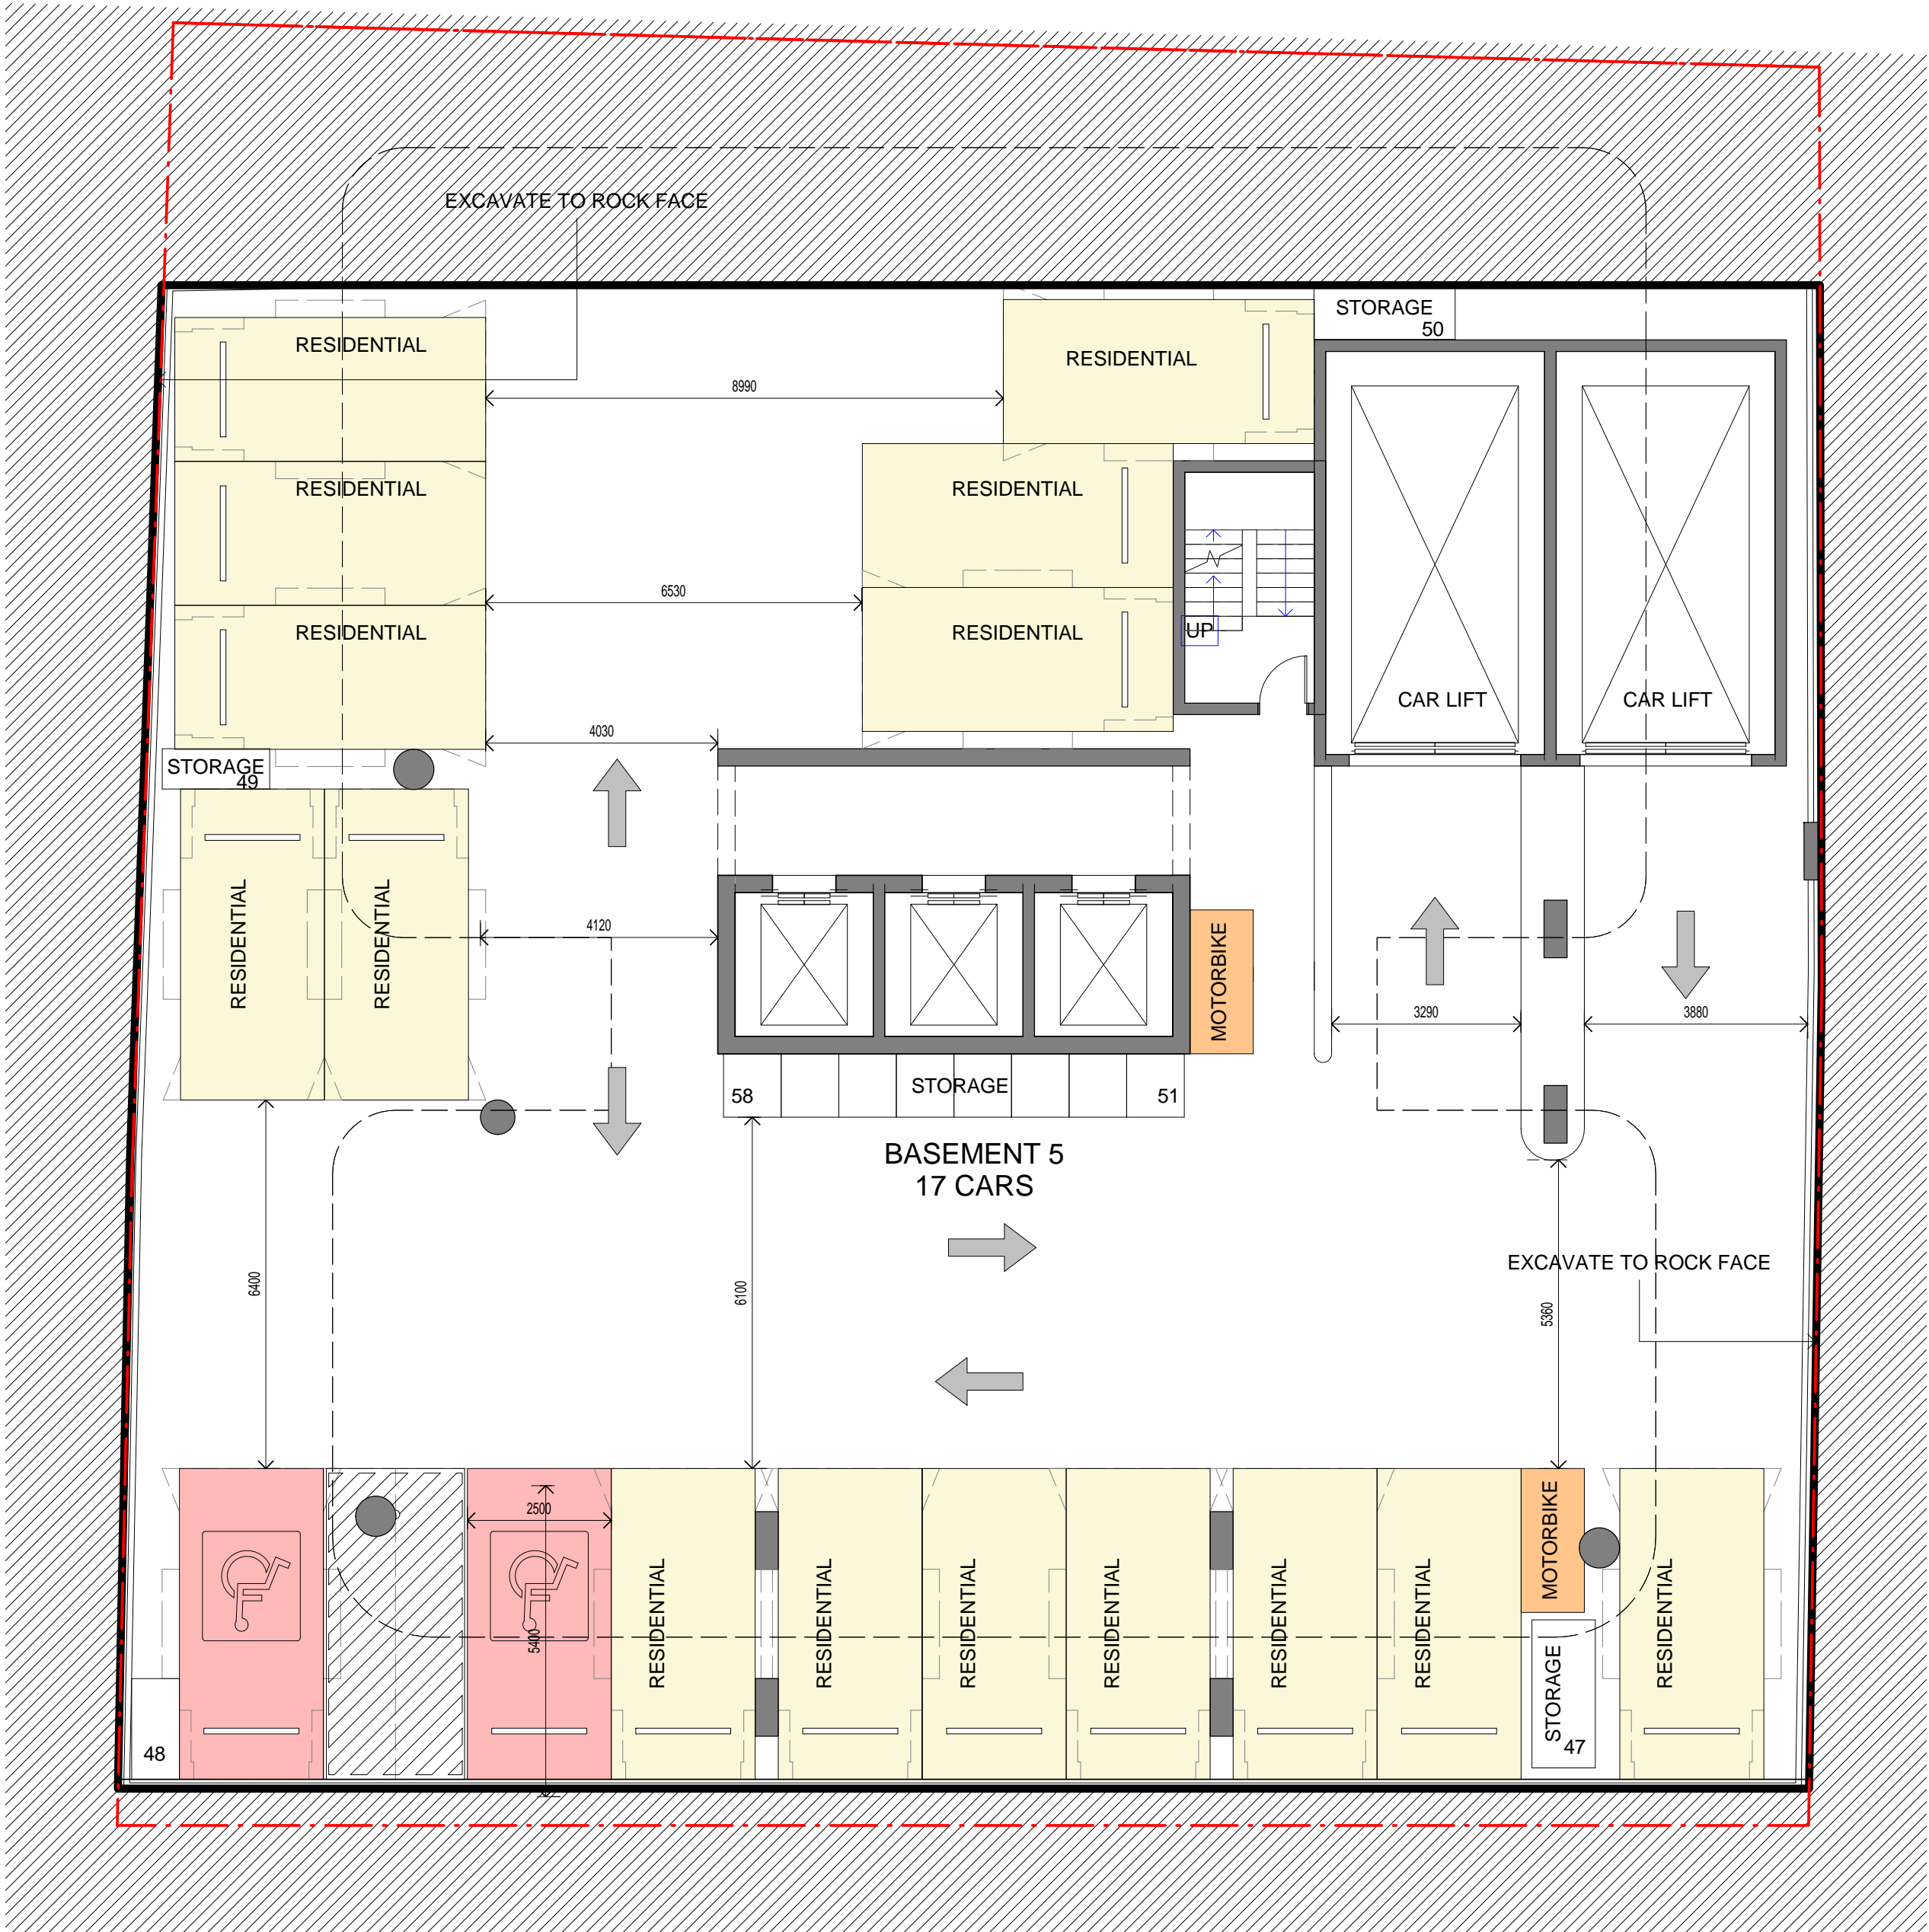 EXCAVATE TO ROCK FACE
STORAGE
50
RESIDENTIAL
RESIDENTIAL
8990
RESIDENTIAL
RESIDENTIAL
6530
RESIDENTIAL
RESIDENTIAL
UP
CAR LIFT
CAR LIFT
4030
STORAGE
49
RESIDENTIAL
RESIDENTIAL
4120
MOTORBIKE
3290
3880
58
STORAGE
51
BASEMENT 5
17 CARS
EXCAVATE TO ROCK FACE
6400
6100
5360
2500
5400
RESIDENTIAL
RESIDENTIAL
RESIDENTIAL
RESIDENTIAL
RESIDENTIAL
RESIDENTIAL
MOTORBIKE
RESIDENTIAL
STORAGE
47
48